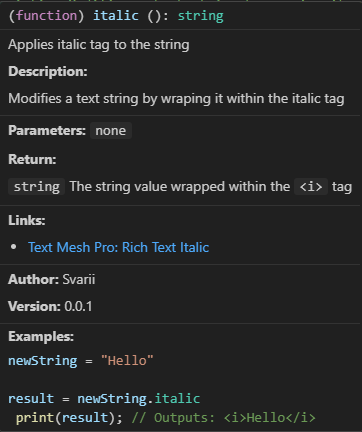 (function) italic (): string
Applies italic tag to the string
Description:
Modifies a text string by wraping it within the italic tag
Parameters: none
Return:
string The string value wrapped within the <i> tag
Links:
• Text Mesh Pro: Rich Text Italic
Author: Svarii
Version: 0.0.1
Examples:
newString = "Hello"
result = newString.italic
print(result); // Outputs: <i>Hello</i>